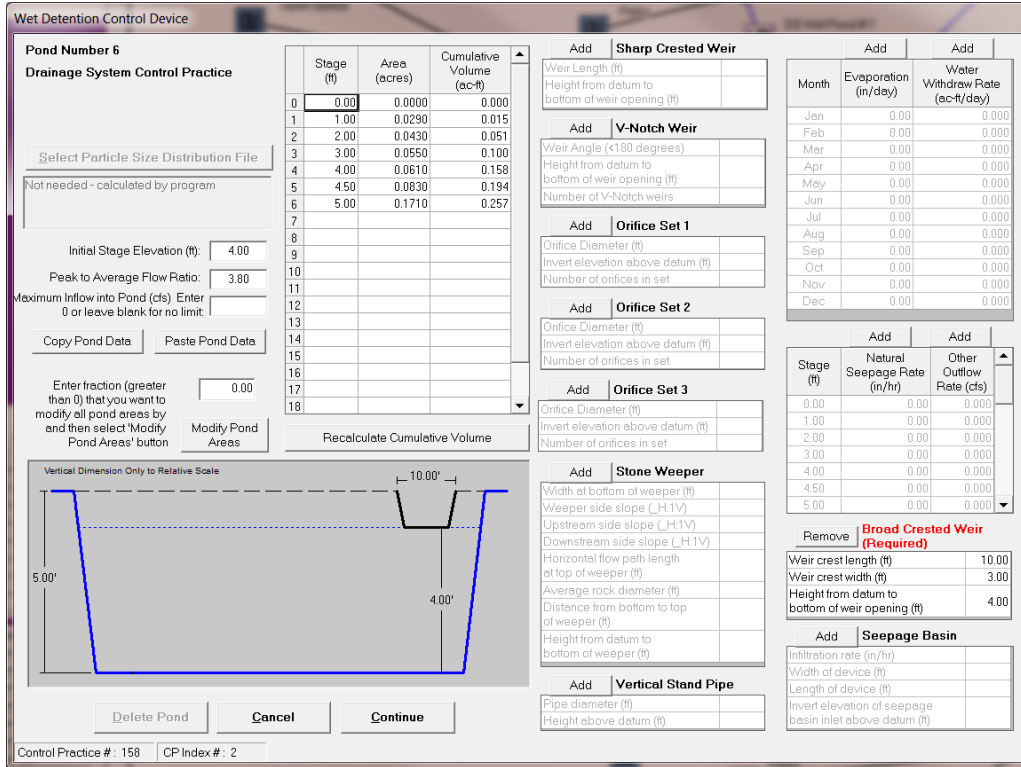 Wet Detention Control Device
Pond Number 6
Drainage System Control Practice
Select Particle Size Distribution File
Not needed - calculated by program
Initial Stage Elevation (ft): 4.00
Peak to Average Flow Ratio: 3.80
Maximum Inflow into Pond (cfs) Enter
0 or leave blank for no limit:
Copy Pond Data Paste Pond Data
Enter fraction (greater 0.00
than 0) that you want to
modify all pond areas by
and then select 'Modify
Pond Areas' button
Modify Pond
Areas
Stage
(ft)
Area
(acres)
Cumulative
Volume
(ac-ft)
0 0.00 0.0000 0.000
1 1.00 0.0290 0.015
2 2.00 0.0430 0.051
3 3.00 0.0550 0.100
4 4.00 0.0610 0.158
5 4.50 0.0830 0.194
6 5.00 0.1710 0.257
7
8
9
10
11
12
13
14
15
16
17
18
Recalculate Cumulative Volume
Vertical Dimension Only to Relative Scale
10.00'
5.00'
4.00'
Delete Pond Cancel Continue
Control Practice # : 158 CP Index # : 2
Add Sharp Crested Weir
Weir Length (ft)
Height from datum to
bottom of weir opening (ft)
Add V-Notch Weir
Weir Angle (<180 degrees)
Height from datum to
bottom of weir opening (ft)
Number of V-Notch weirs
Add Orifice Set 1
Orifice Diameter (ft)
Invert elevation above datum (ft)
Number of orifices in set
Add Orifice Set 2
Orifice Diameter (ft)
Invert elevation above datum (ft)
Number of orifices in set
Add Orifice Set 3
Orifice Diameter (ft)
Invert elevation above datum (ft)
Number of orifices in set
Add Stone Weeper
Width at bottom of weeper (ft)
Weeper side slope (_H:1V)
Upstream side slope (_H:1V)
Downstream side slope (_H:1V)
Horizontal flow path length
at top of weeper (ft)
Average rock diameter (ft)
Distance from bottom to top
of weeper (ft)
Height from datum to
bottom of weeper (ft)
Add Vertical Stand Pipe
Pipe diameter (ft)
Height above datum (ft)
Add Add
Month
Evaporation
(in/day)
Water
Withdraw Rate
(ac-ft/day)
Jan 0.00 0.000
Feb 0.00 0.000
Mar 0.00 0.000
Apr 0.00 0.000
May 0.00 0.000
Jun 0.00 0.000
Jul 0.00 0.000
Aug 0.00 0.000
Sep 0.00 0.000
Oct 0.00 0.000
Nov 0.00 0.000
Dec 0.00 0.000
Add Add
Stage
(ft)
Natural
Seepage Rate
(in/hr)
Other
Outflow
Rate (cfs)
0.00 0.00 0.000
1.00 0.00 0.000
2.00 0.00 0.000
3.00 0.00 0.000
4.00 0.00 0.000
4.50 0.00 0.000
5.00 0.00 0.000
Remove Broad Crested Weir
(Required)
Weir crest length (ft) 10.00
Weir crest width (ft) 3.00
Height from datum to
bottom of weir opening (ft) 4.00
Add Seepage Basin
Infiltration rate (in/hr)
Width of device (ft)
Length of device (ft)
Invert elevation of seepage
basin inlet above datum (ft)